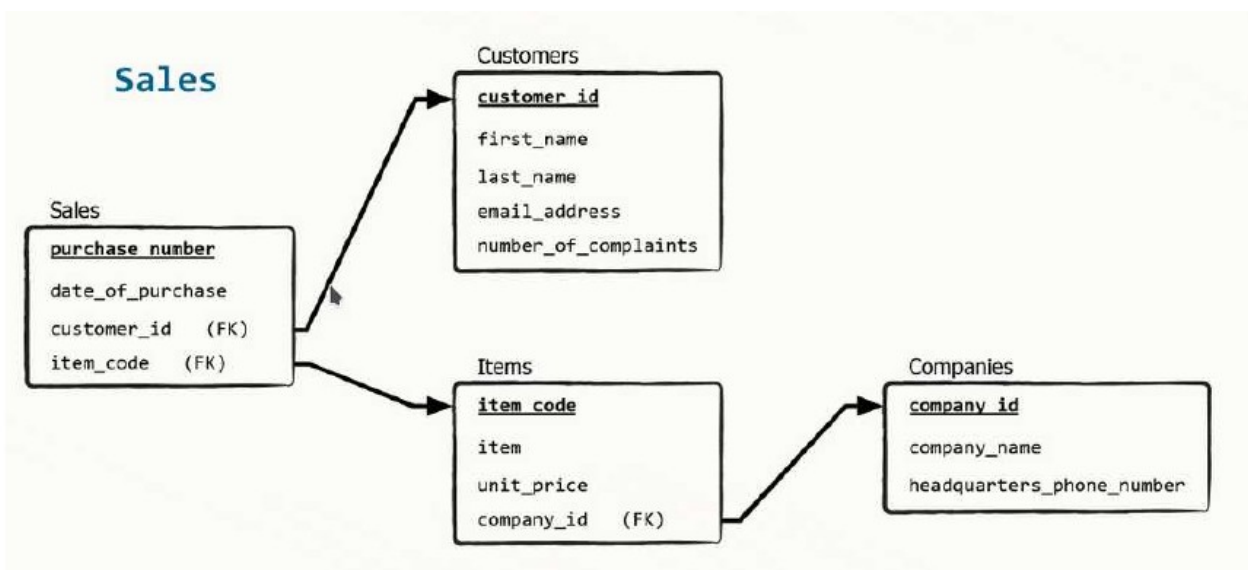 Sales
Customers
customer_id
first_name
last_name
email_address
number_of_complaints
Sales
purchase_number
date_of_purchase
customer_id (FK)
item_code (FK)
Items
item_code
item
unit_price
company_id (FK)
Companies
company_id
company_name
headquarters_phone_number